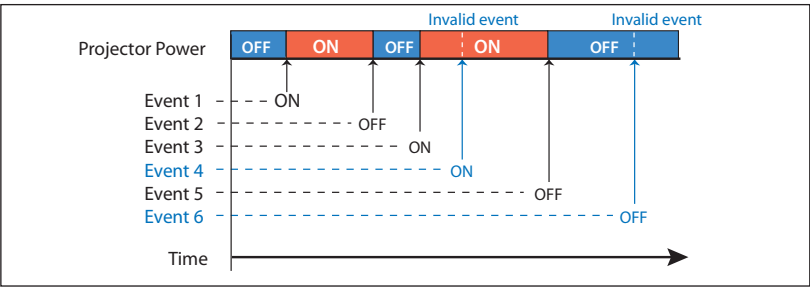 Invalid event Invalid event
Projector Power OFF ON OFF ON OFF
Event 1 ON
Event 2 OFF
Event 3 ON
Event 4 ON
Event 5 OFF
Event 6 OFF
Time